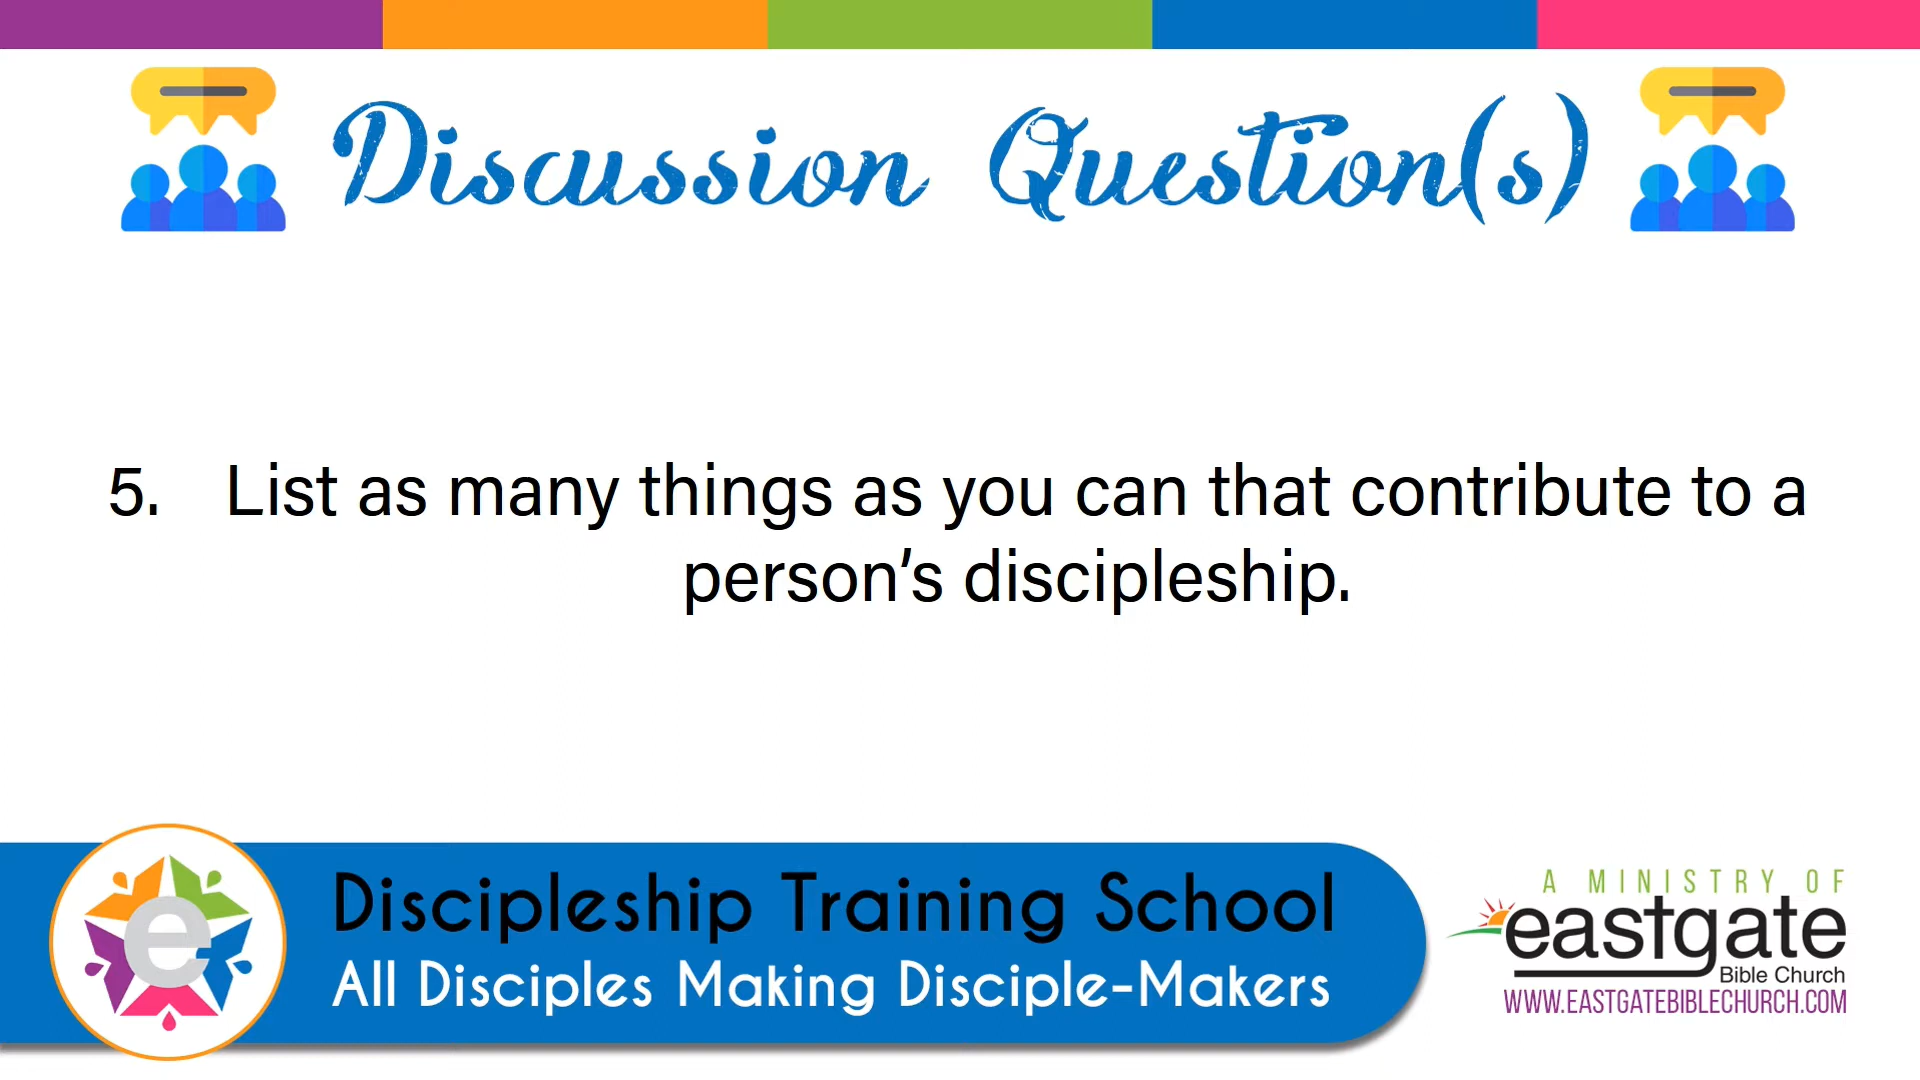 Discussion Question(s)
5. List as many things as you can that contribute to a
person’s discipleship.
e
Discipleship Training School
All Disciples Making Disciple-Makers
A MINISTRY OF
eastgate
Bible Church
WWW.EASTGATEBIBLECHURCH.COM